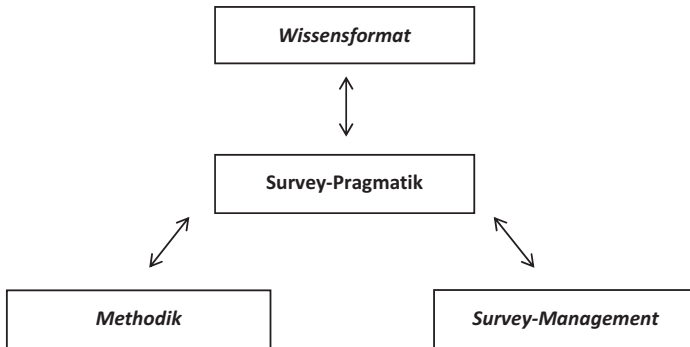 Wissensformat
Survey-Pragmatik
Methodik
Survey-Management